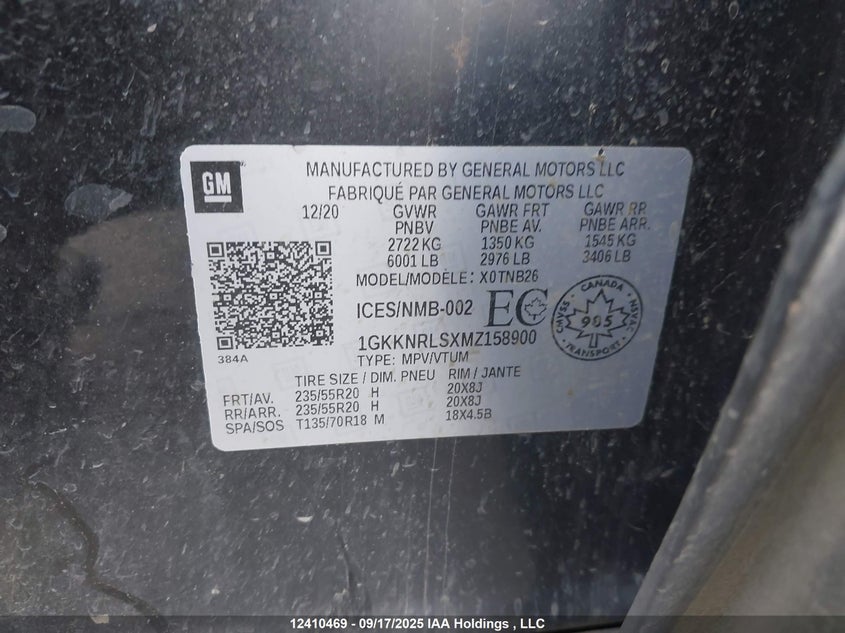 GM
MANUFACTURED BY GENERAL MOTORS LLC
FABRIQUÉ PAR GENERAL MOTORS LLC
12/20 GVWR GAWR FRT GAWR RR
PNBV PNBE AV. PNBE ARR.
2722 KG 1350 KG 1545 KG
6001 LB 2976 LB 3406 LB
MODEL/MODÈLE: X0TNB26
ICES/NMB-002 EC
CANADA
CMVSS 905 NSVAC
TRANSPORT
1GKKNRLSXMZ158900
384A
TYPE: MPV/VTUM
TIRE SIZE / DIM. PNEU RIM / JANTE
FRT/AV. 235/55R20 H 20X8J
RR/ARR. 235/55R20 H 20X8J
SPA/SOS T135/70R18 M 18X4.5B
12410469 - 09/17/2025 IAA Holdings , LLC